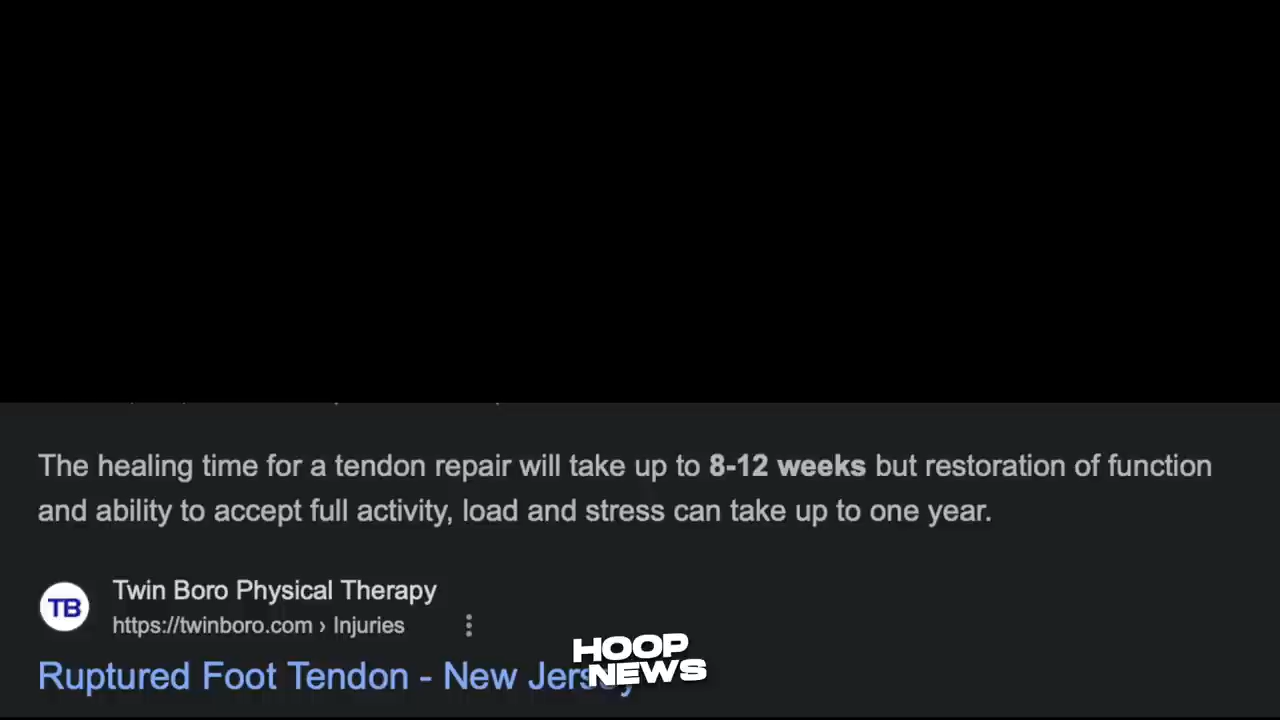 The healing time for a tendon repair will take up to 8-12 weeks but restoration of function
and ability to accept full activity, load and stress can take up to one year.
TB
Twin Boro Physical Therapy
https://twinboro.com › Injuries
Ruptured Foot Tendon - New Jersey
HOOP
NEWS